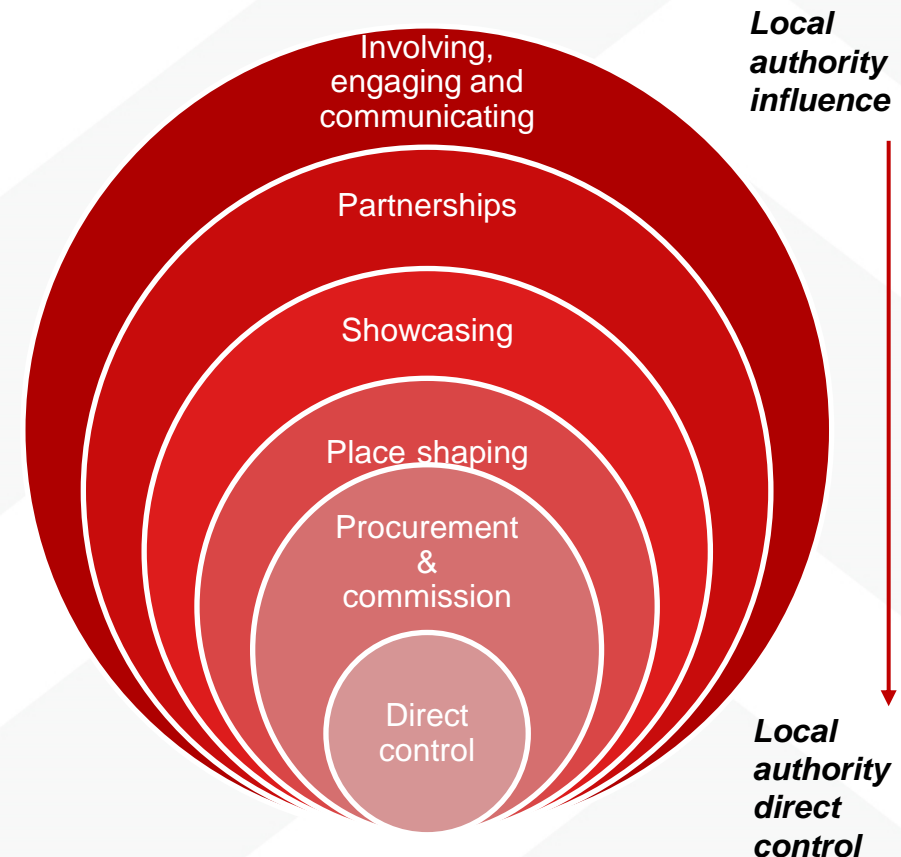 Involving,
engaging and
communicating
Partnerships
Showcasing
Place shaping
Procurement
&
commission
Direct
control
Local
authority
influence
Local
authority
direct
control